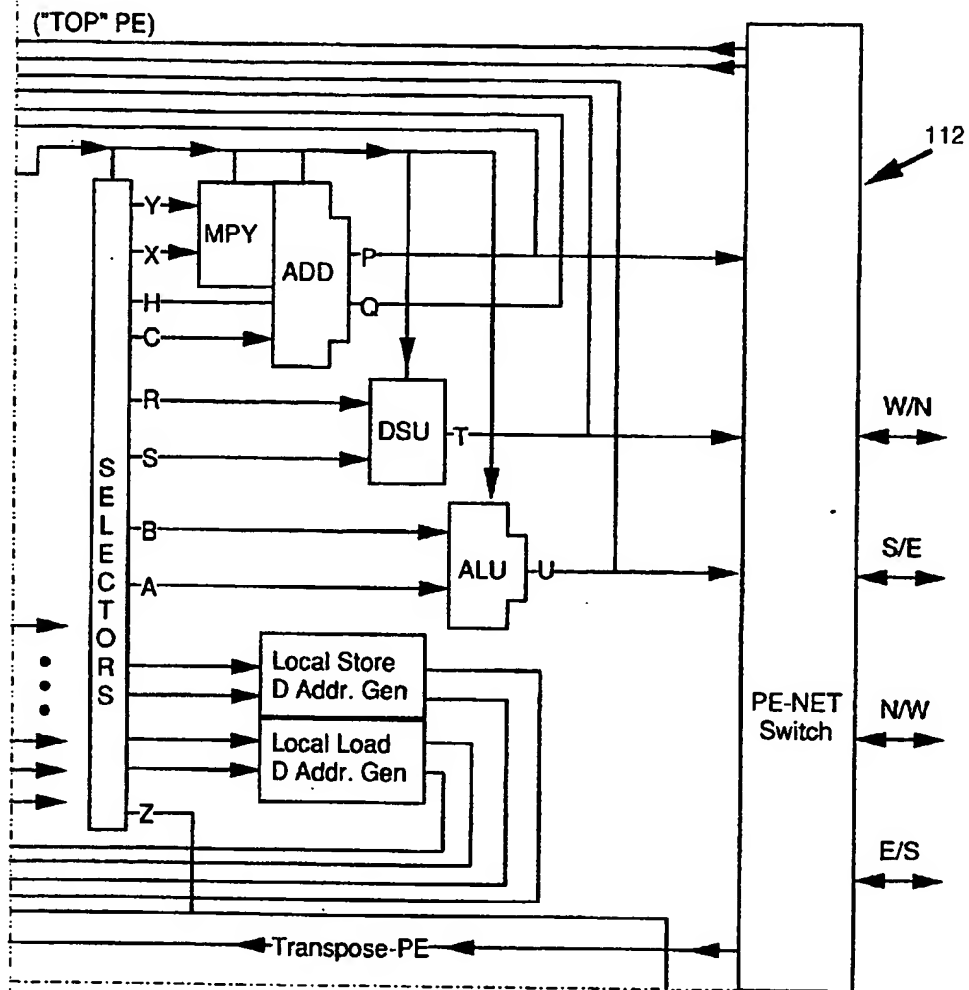 ("TOP" PE)
112
Y
MPY
X
ADD
P
H
Q
C
R
DSU
T
S
W/N
SELECTORS
B
ALU
U
S/E
A
Local Store
D Addr. Gen
Local Load
D Addr. Gen
PE-NET
Switch
N/W
Z
E/S
Transpose-PE